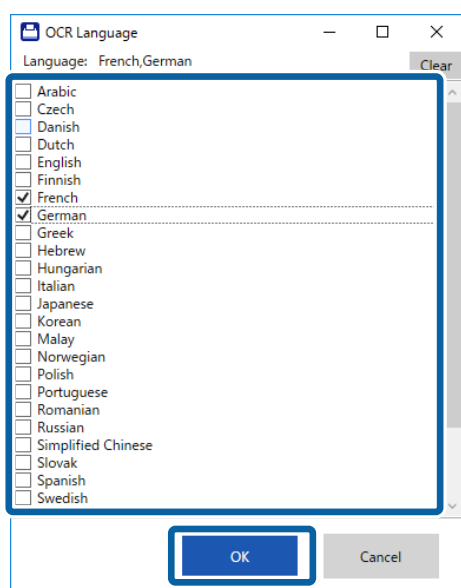 OCR Language
Language: French,German
Clear
Arabic
Czech
Danish
Dutch
English
Finnish
French
German
Greek
Hebrew
Hungarian
Italian
Japanese
Korean
Malay
Norwegian
Polish
Portuguese
Romanian
Russian
Simplified Chinese
Slovak
Spanish
Swedish
OK Cancel